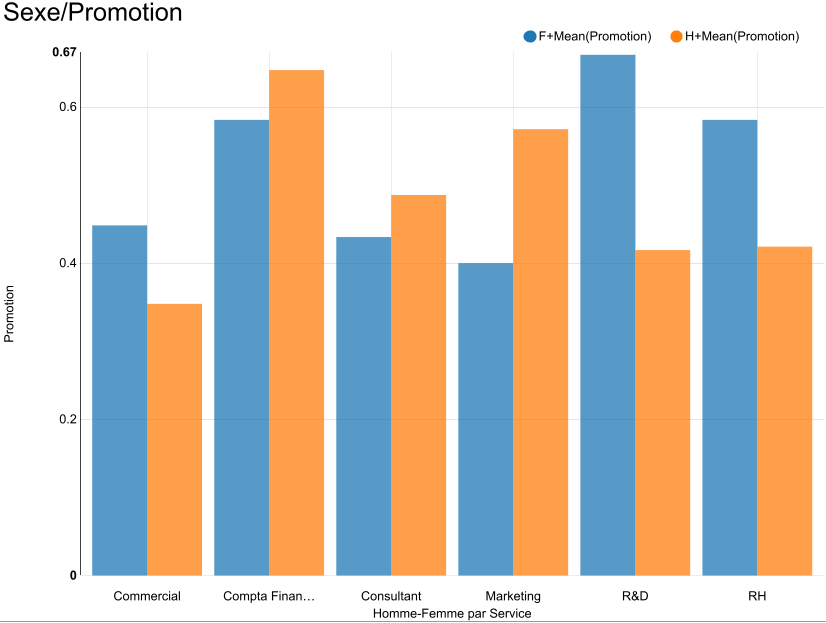 Sexe/Promotion
F+Mean(Promotion) H+Mean(Promotion)
0.67
0.6
0.4
0.2
0
Promotion
Commercial Compta Finan… Consultant Marketing R&D RH
Homme-Femme par Service